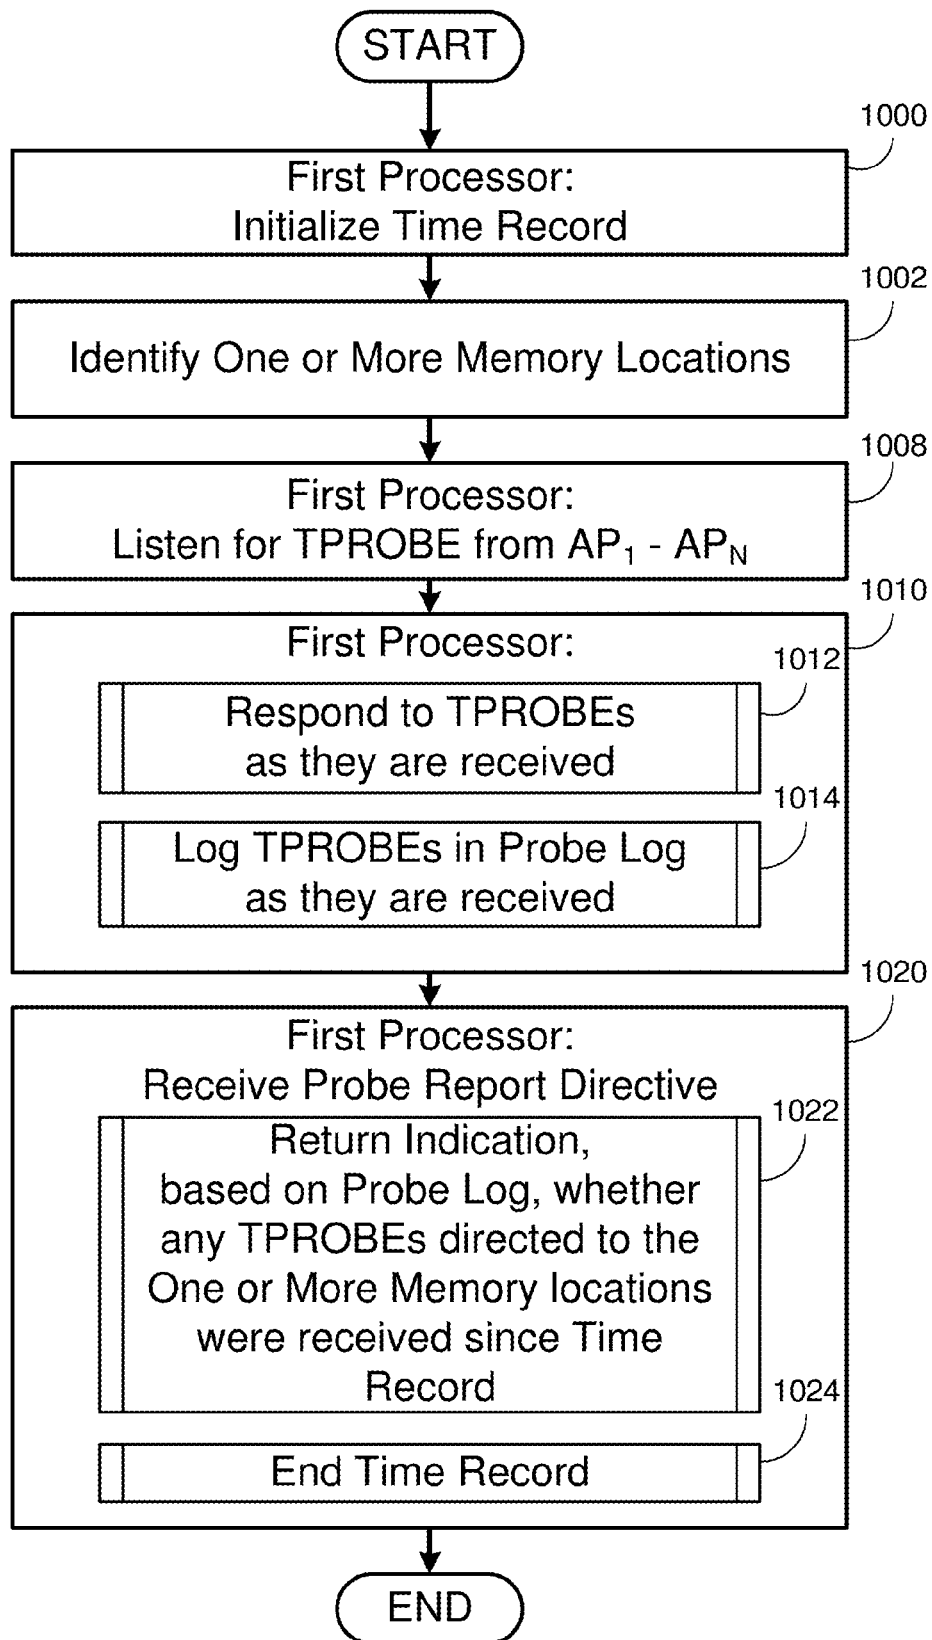 START
1000
First Processor:
Initialize Time Record
1002
Identify One or More Memory Locations
1008
First Processor:
Listen for TPROBE from AP₁ - APN
1010
First Processor:
1012
Respond to TPROBEs
as they are received
1014
Log TPROBEs in Probe Log
as they are received
1020
First Processor:
Receive Probe Report Directive
1022
Return Indication,
based on Probe Log, whether
any TPROBEs directed to the
One or More Memory locations
were received since Time
Record
1024
End Time Record
END